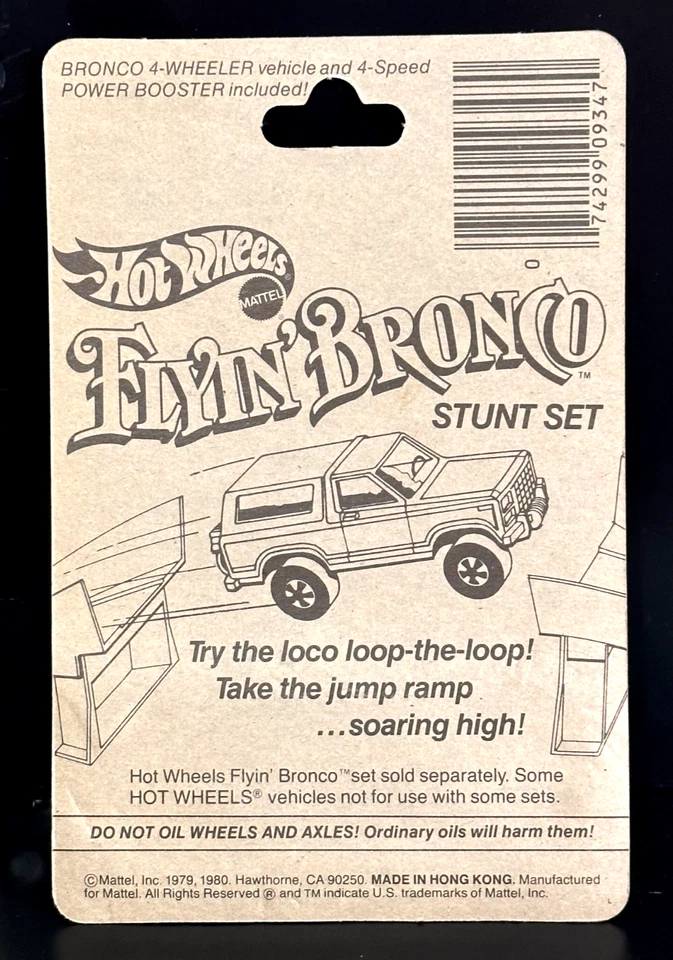 BRONCO 4-WHEELER vehicle and 4-Speed
POWER BOOSTER included!
74299 09347
0
HOT WHEELS®
MATTEL®
FLYIN' BRONCO™
STUNT SET
Try the loco loop-the-loop!
Take the jump ramp
...soaring high!
Hot Wheels Flyin' Bronco™ set sold separately. Some
HOT WHEELS® vehicles not for use with some sets.
DO NOT OIL WHEELS AND AXLES! Ordinary oils will harm them!
©Mattel, Inc. 1979, 1980. Hawthorne, CA 90250. MADE IN HONG KONG. Manufactured
for Mattel. All Rights Reserved ® and TM indicate U.S. trademarks of Mattel, Inc.